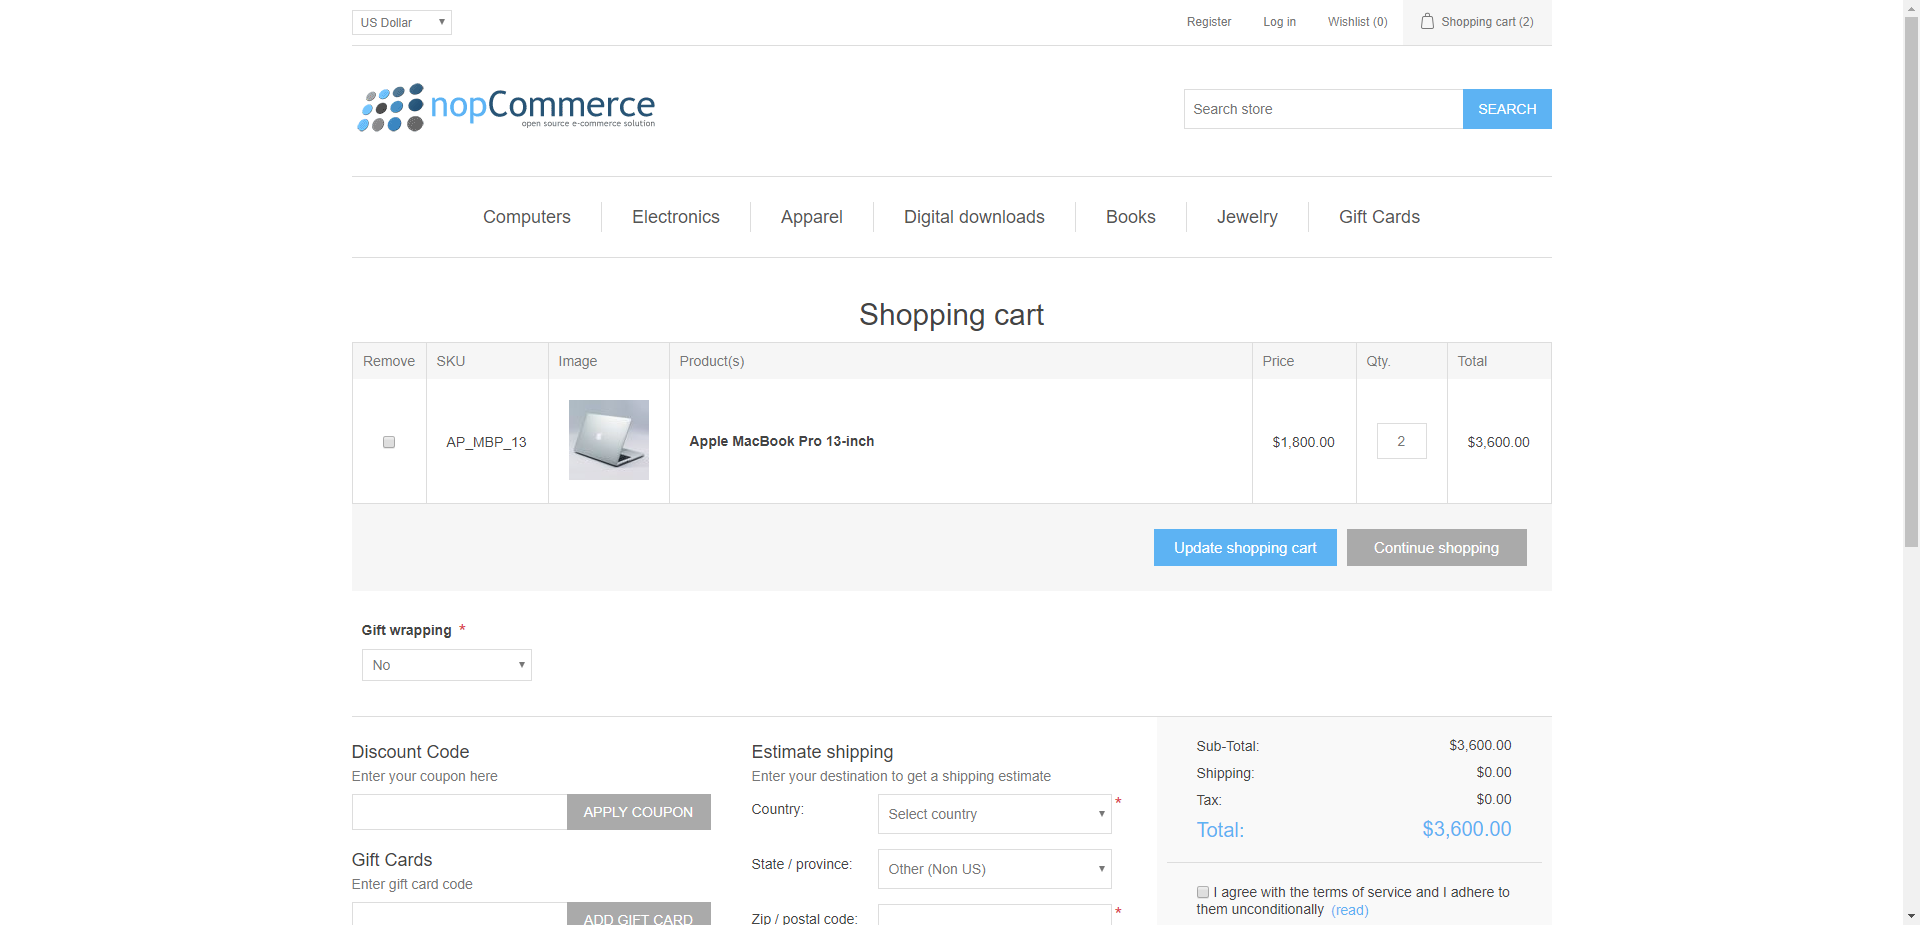 US Dollar
Register
Log in
Wishlist (0)
Shopping cart (2)
nopCommerce
open source e-commerce solution
Search store
SEARCH
Computers
Electronics
Apparel
Digital downloads
Books
Jewelry
Gift Cards
Shopping cart
Remove
SKU
Image
Product(s)
Price
Qty.
Total
AP_MBP_13
Apple MacBook Pro 13-inch
$1,800.00
2
$3,600.00
Update shopping cart
Continue shopping
Gift wrapping *
No
Discount Code
Enter your coupon here
APPLY COUPON
Gift Cards
Enter gift card code
ADD GIFT CARD
Estimate shipping
Enter your destination to get a shipping estimate
Country:
Select country
*
State / province:
Other (Non US)
Zip / postal code:
*
Sub-Total: $3,600.00
Shipping: $0.00
Tax: $0.00
Total: $3,600.00
I agree with the terms of service and I adhere to
them unconditionally (read)